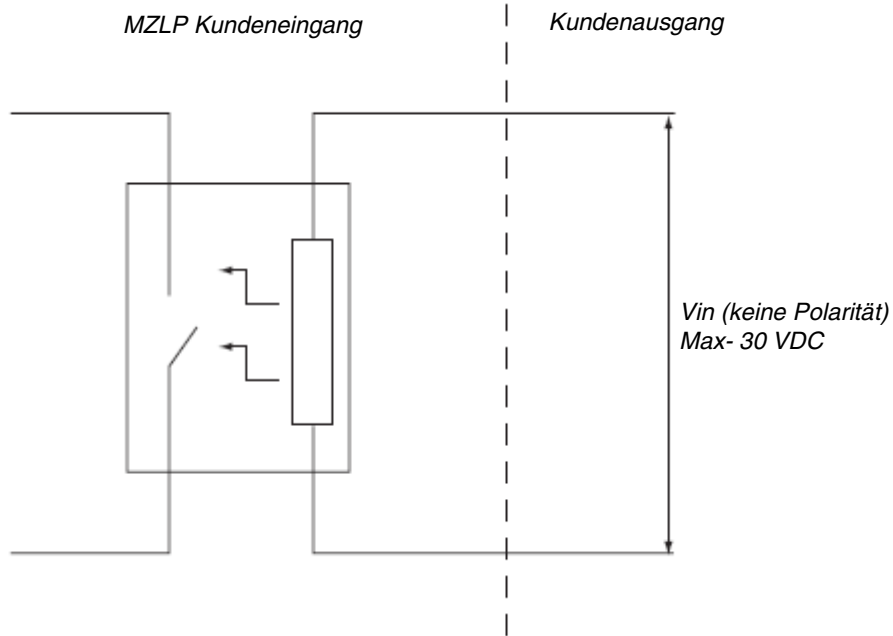 MZLP Kundeneingang
Kundenausgang
Vin (keine Polarität)
Max- 30 VDC